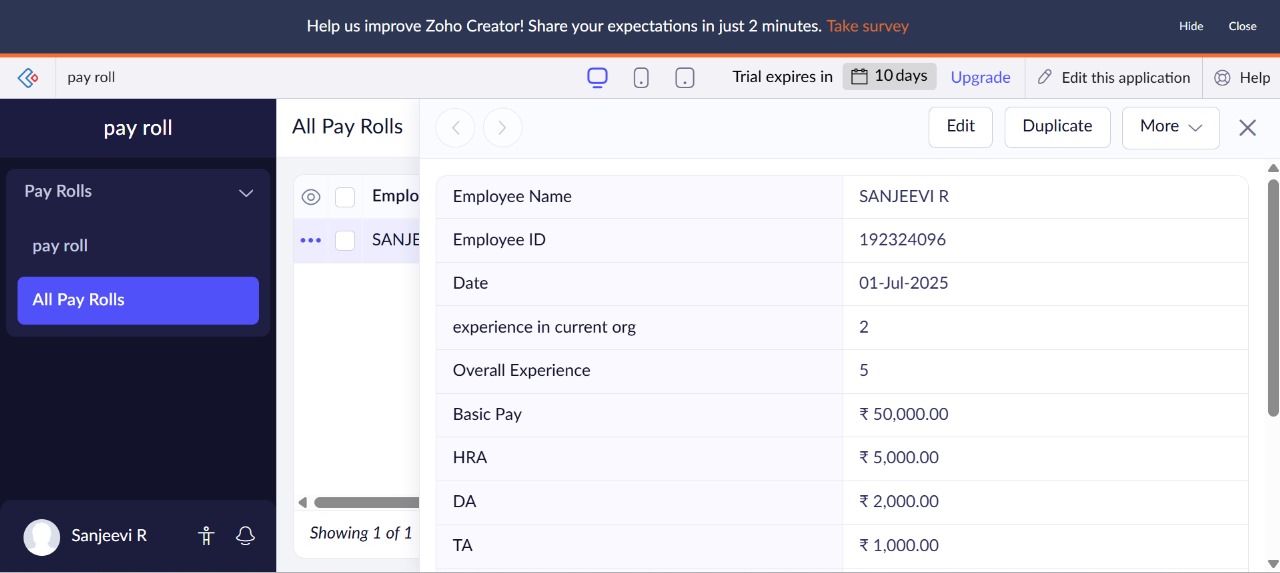 Help us improve Zoho Creator! Share your expectations in just 2 minutes. Take survey
Hide
Close
pay roll
Trial expires in
10 days
Upgrade
Edit this application
Help
pay roll
Pay Rolls
pay roll
All Pay Rolls
Sanjeevi R
All Pay Rolls
Emplo
SANJE
Showing 1 of 1
Edit
Duplicate
More
Employee Name SANJEEVI R
Employee ID 192324096
Date 01-Jul-2025
experience in current org 2
Overall Experience 5
Basic Pay ₹ 50,000.00
HRA ₹ 5,000.00
DA ₹ 2,000.00
TA ₹ 1,000.00